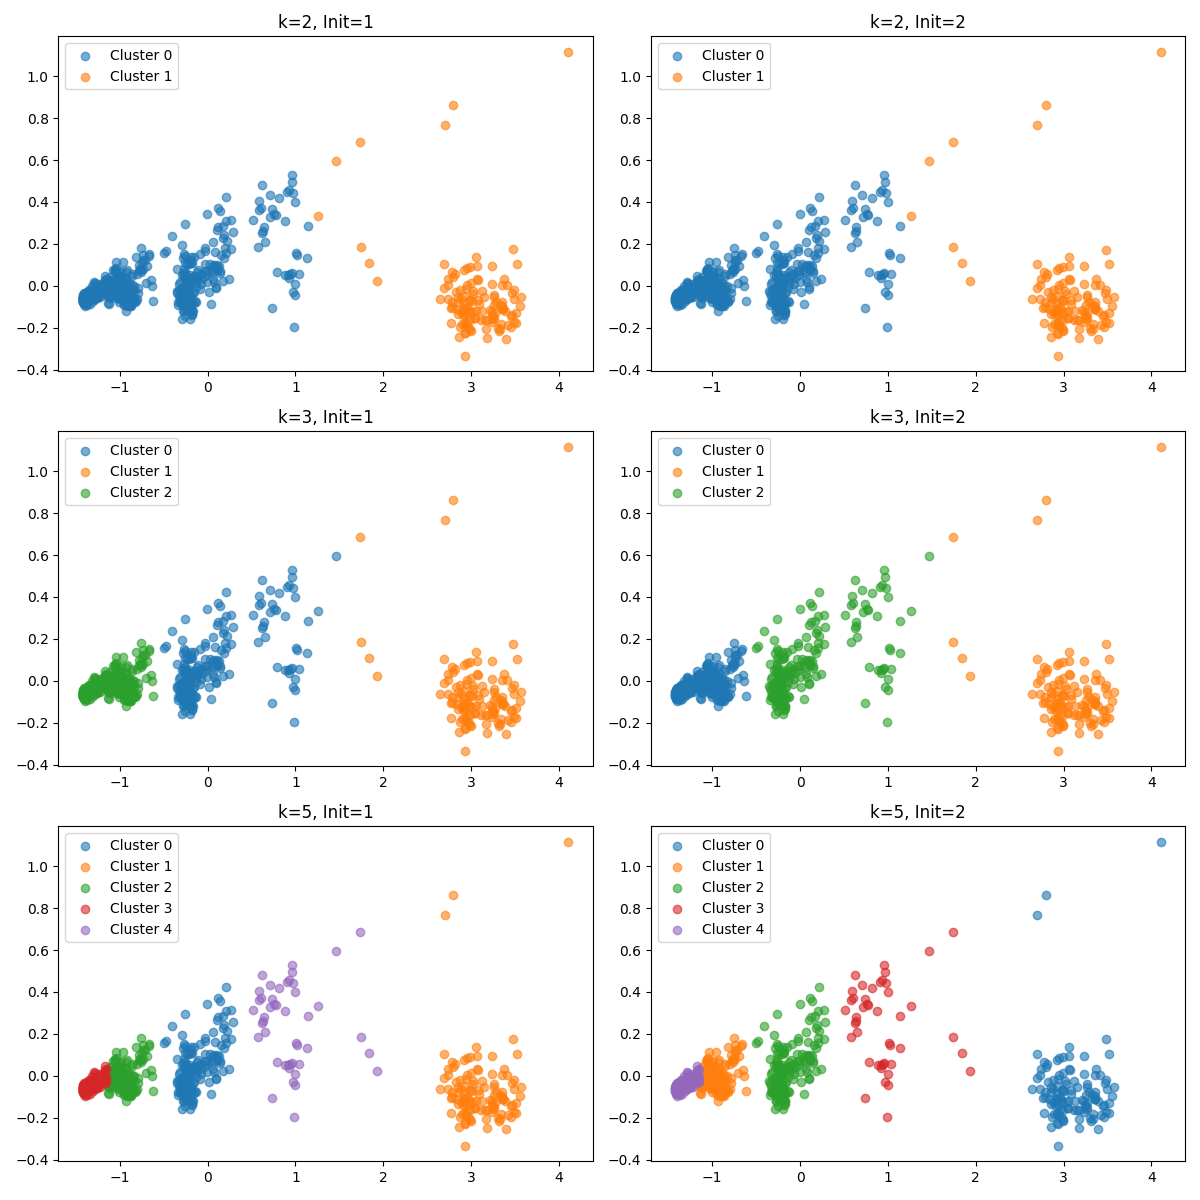 k=2, Init=1
Cluster 0
Cluster 1
1.0
0.8
0.6
0.4
0.2
0.0
−0.2
−0.4
−1 0 1 2 3 4
k=2, Init=2
Cluster 0
Cluster 1
1.0
0.8
0.6
0.4
0.2
0.0
−0.2
−0.4
−1 0 1 2 3 4
k=3, Init=1
Cluster 0
Cluster 1
Cluster 2
1.0
0.8
0.6
0.4
0.2
0.0
−0.2
−0.4
−1 0 1 2 3 4
k=3, Init=2
Cluster 0
Cluster 1
Cluster 2
1.0
0.8
0.6
0.4
0.2
0.0
−0.2
−0.4
−1 0 1 2 3 4
k=5, Init=1
Cluster 0
Cluster 1
Cluster 2
Cluster 3
Cluster 4
1.0
0.8
0.6
0.4
0.2
0.0
−0.2
−0.4
−1 0 1 2 3 4
k=5, Init=2
Cluster 0
Cluster 1
Cluster 2
Cluster 3
Cluster 4
1.0
0.8
0.6
0.4
0.2
0.0
−0.2
−0.4
−1 0 1 2 3 4